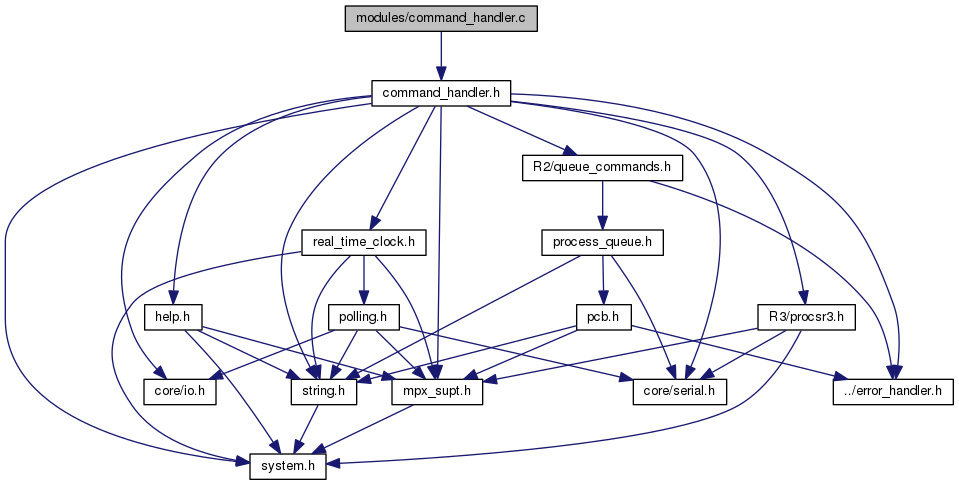 modules/command_handler.c
command_handler.h
R2/queue_commands.h
real_time_clock.h
process_queue.h
help.h
polling.h
pcb.h
R3/procsr3.h
core/io.h
string.h
mpx_supt.h
core/serial.h
../error_handler.h
system.h